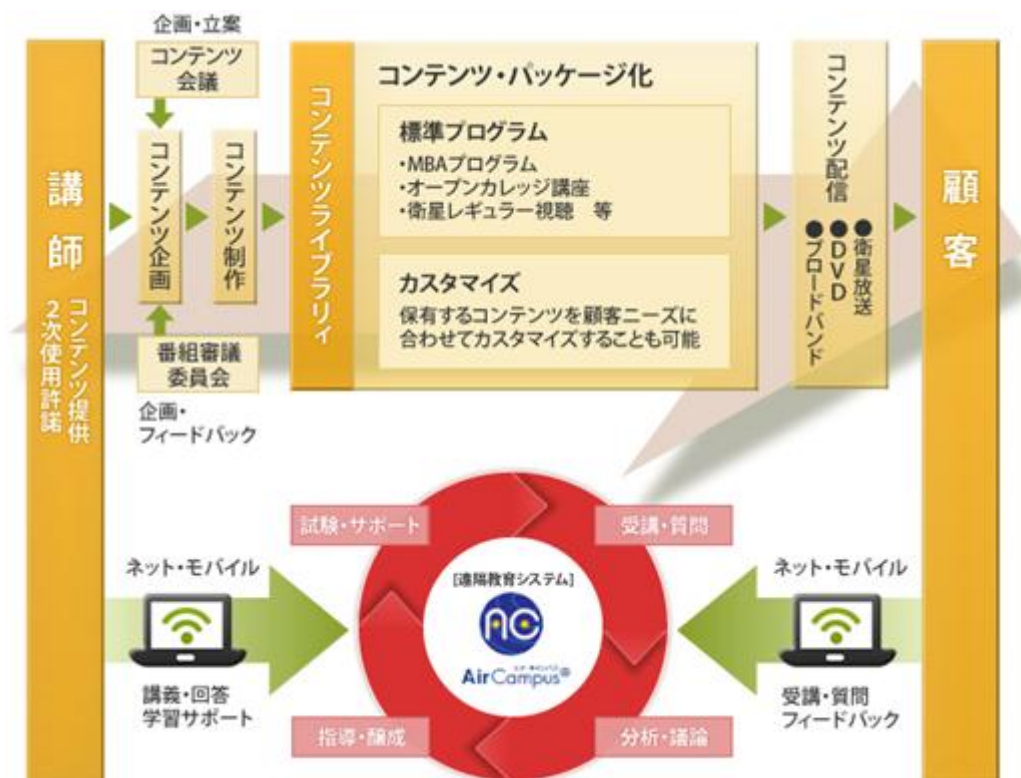 講師
コンテンツ提供
2次使用許諾
企画・立案
コンテンツ
会議
コンテンツ企画
コンテンツ制作
番組審議
委員会
企画・
フィードバック
コンテンツライブラリィ
コンテンツ・パッケージ化
標準プログラム
・MBAプログラム
・オープンカレッジ講座
・衛星レギュラー視聴 等
カスタマイズ
保有するコンテンツを顧客ニーズに
合わせてカスタマイズすることも可能
コンテンツ配信
●衛星放送
●DVD
●ブロードバンド
顧客
ネット・モバイル
講義・回答
学習サポート
試験・サポート
受講・質問
[遠隔教育システム]
AC
エア・キャンパス
AirCampus®
指導・醸成
分析・議論
ネット・モバイル
受講・質問
フィードバック